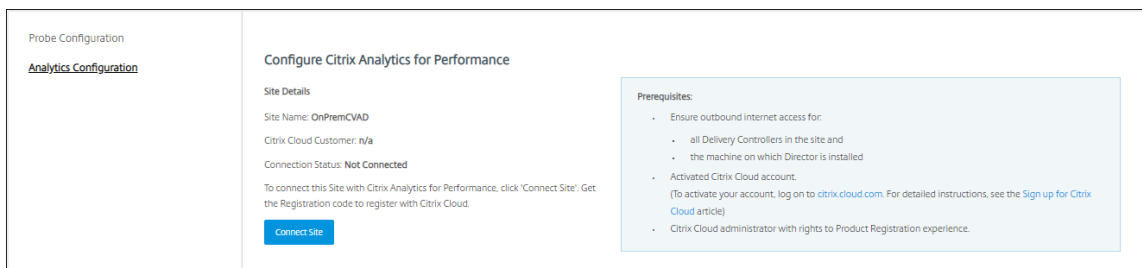 Probe Configuration
Analytics Configuration
Configure Citrix Analytics for Performance
Site Details
Site Name: OnPremCVAD
Citrix Cloud Customer: n/a
Connection Status: Not Connected
To connect this Site with Citrix Analytics for Performance, click 'Connect Site'. Get
the Registration code to register with Citrix Cloud.
Connect Site
Prerequisites:
• Ensure outbound internet access for:
• all Delivery Controllers in the site and
• the machine on which Director is installed
• Activated Citrix Cloud account.
(To activate your account, log on to citrix.cloud.com. For detailed instructions, see the Sign up for Citrix
Cloud article)
• Citrix Cloud administrator with rights to Product Registration experience.